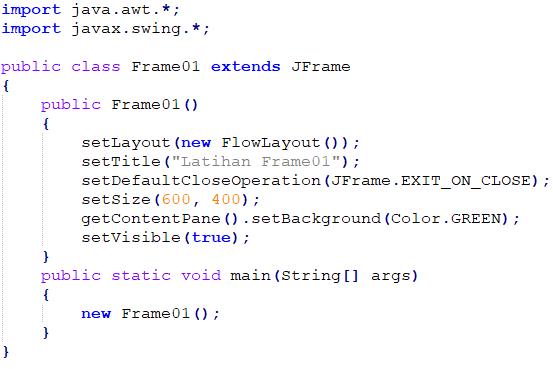 import java.awt.*;
import javax.swing.*;
public class Frame01 extends JFrame
{
    public Frame01()
    {
        setLayout(new FlowLayout());
        setTitle("Latihan Frame01");
        setDefaultCloseOperation(JFrame.EXIT_ON_CLOSE);
        setSize(600, 400);
        getContentPane().setBackground(Color.GREEN);
        setVisible(true);
    }
    public static void main(String[] args)
    {
        new Frame01();
    }
}